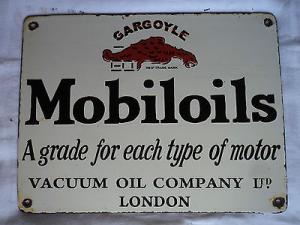 GARGOYLE
Mobiloils
A grade for each type of motor
VACUUM OIL COMPANY LTD
LONDON